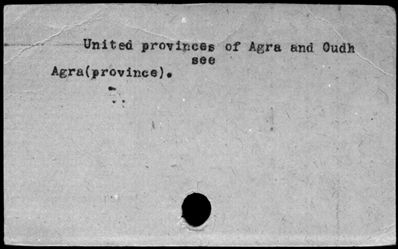 United provinces of Agra and Oudh
see
Agra(province).